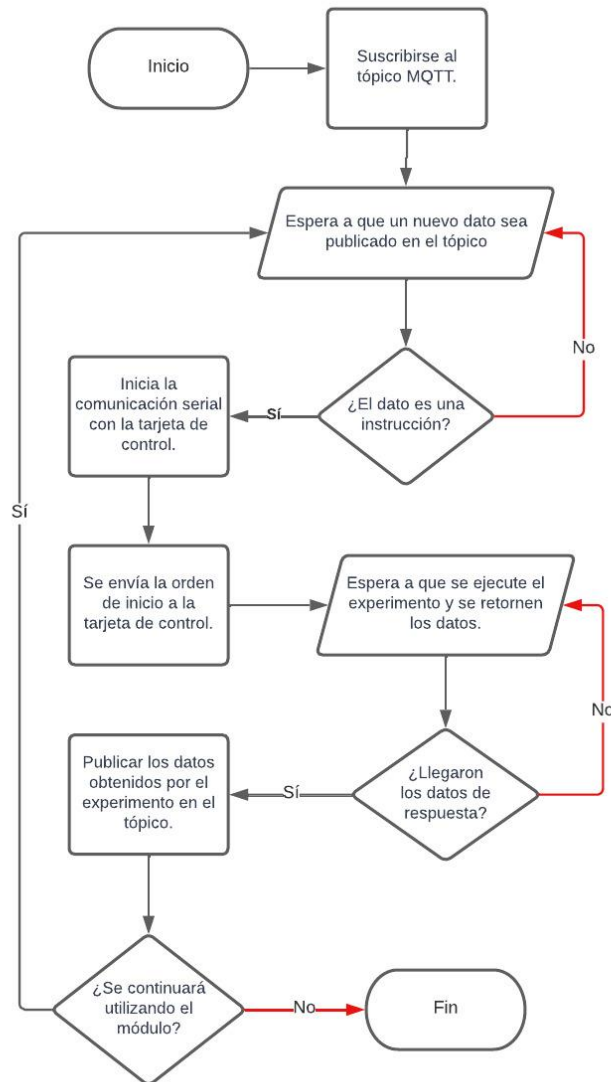 Inicio
Suscribirse al
tópico MQTT.
Espera a que un nuevo dato sea
publicado en el tópico
No
Inicia la
comunicación serial
con la tarjeta de
control.
Sí
¿El dato es una
instrucción?
Sí
Se envía la orden
de inicio a la
tarjeta de control.
Espera a que se ejecute el
experimento y se retornen
los datos.
No
Publicar los datos
obtenidos por el
experimento en el
tópico.
Sí
¿Llegaron
los datos de
respuesta?
¿Se continuará
utilizando el
módulo?
No
Fin